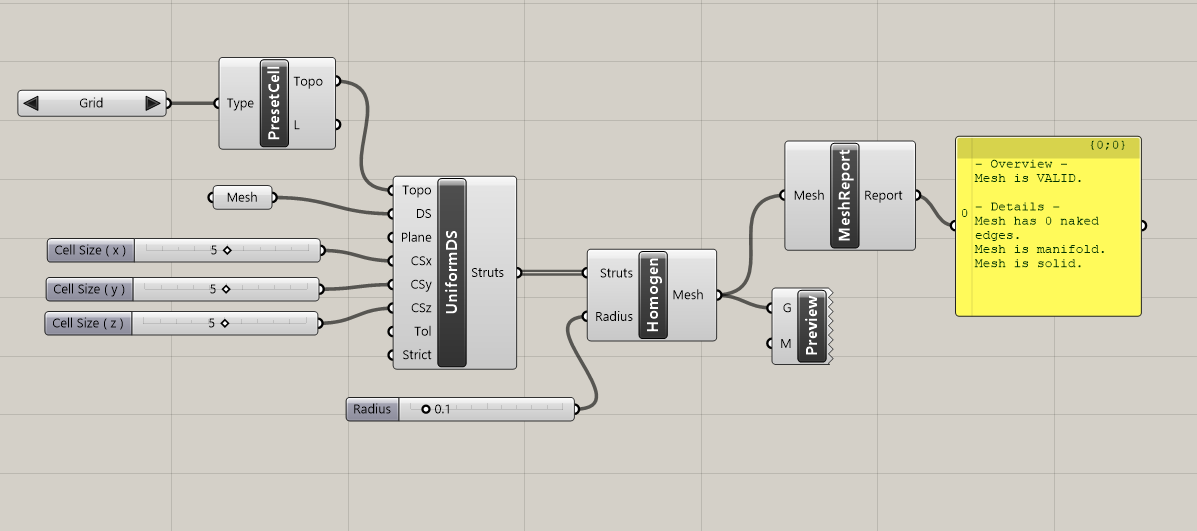 Grid
Type
PresetCell
Topo
L
Mesh
Cell Size ( x )
5
Cell Size ( y )
5
Cell Size ( z )
5
Topo
DS
Plane
CSx
CSy
CSz
Tol
Strict
UniformDS
Struts
Radius
0.1
Struts
Radius
Homogen
Mesh
Mesh
MeshReport
Report
G
M
Preview
{0;0}
0
- Overview -
Mesh is VALID.
- Details -
Mesh has 0 naked
edges.
Mesh is manifold.
Mesh is solid.